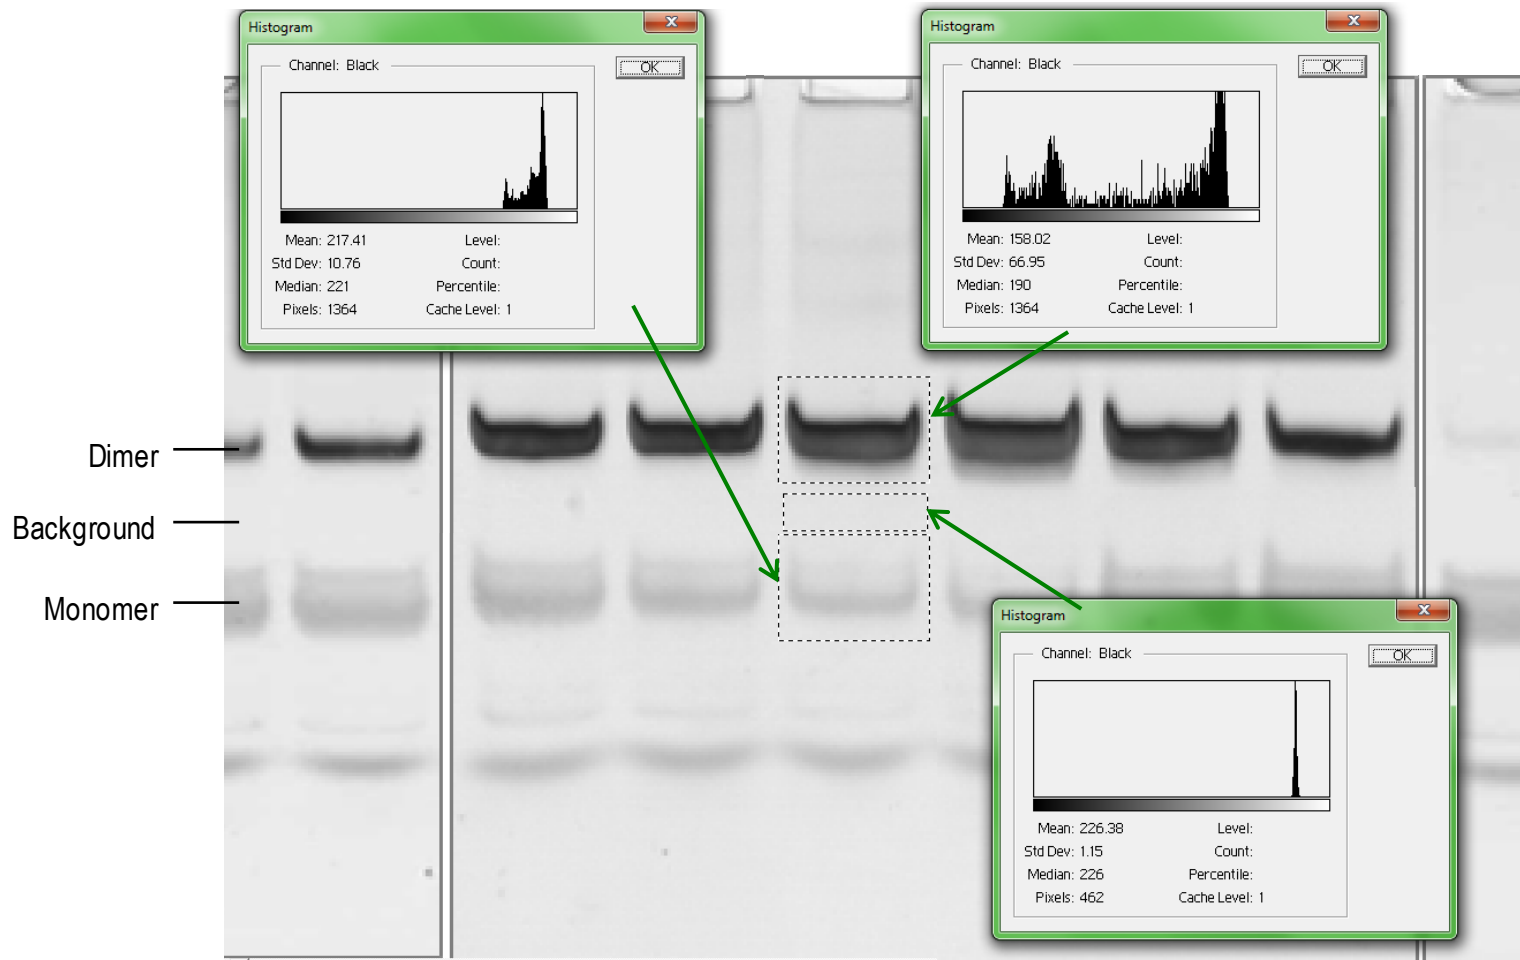 Histogram
Channel: Black
OK
Mean: 217.41 Level:
Std Dev: 10.76 Count:
Median: 221 Percentile:
Pixels: 1364 Cache Level: 1
Histogram
Channel: Black
OK
Mean: 158.02 Level:
Std Dev: 66.95 Count:
Median: 190 Percentile:
Pixels: 1364 Cache Level: 1
Dimer
Background
Monomer
Histogram
Channel: Black
OK
Mean: 226.38 Level:
Std Dev: 1.15 Count:
Median: 226 Percentile:
Pixels: 462 Cache Level: 1